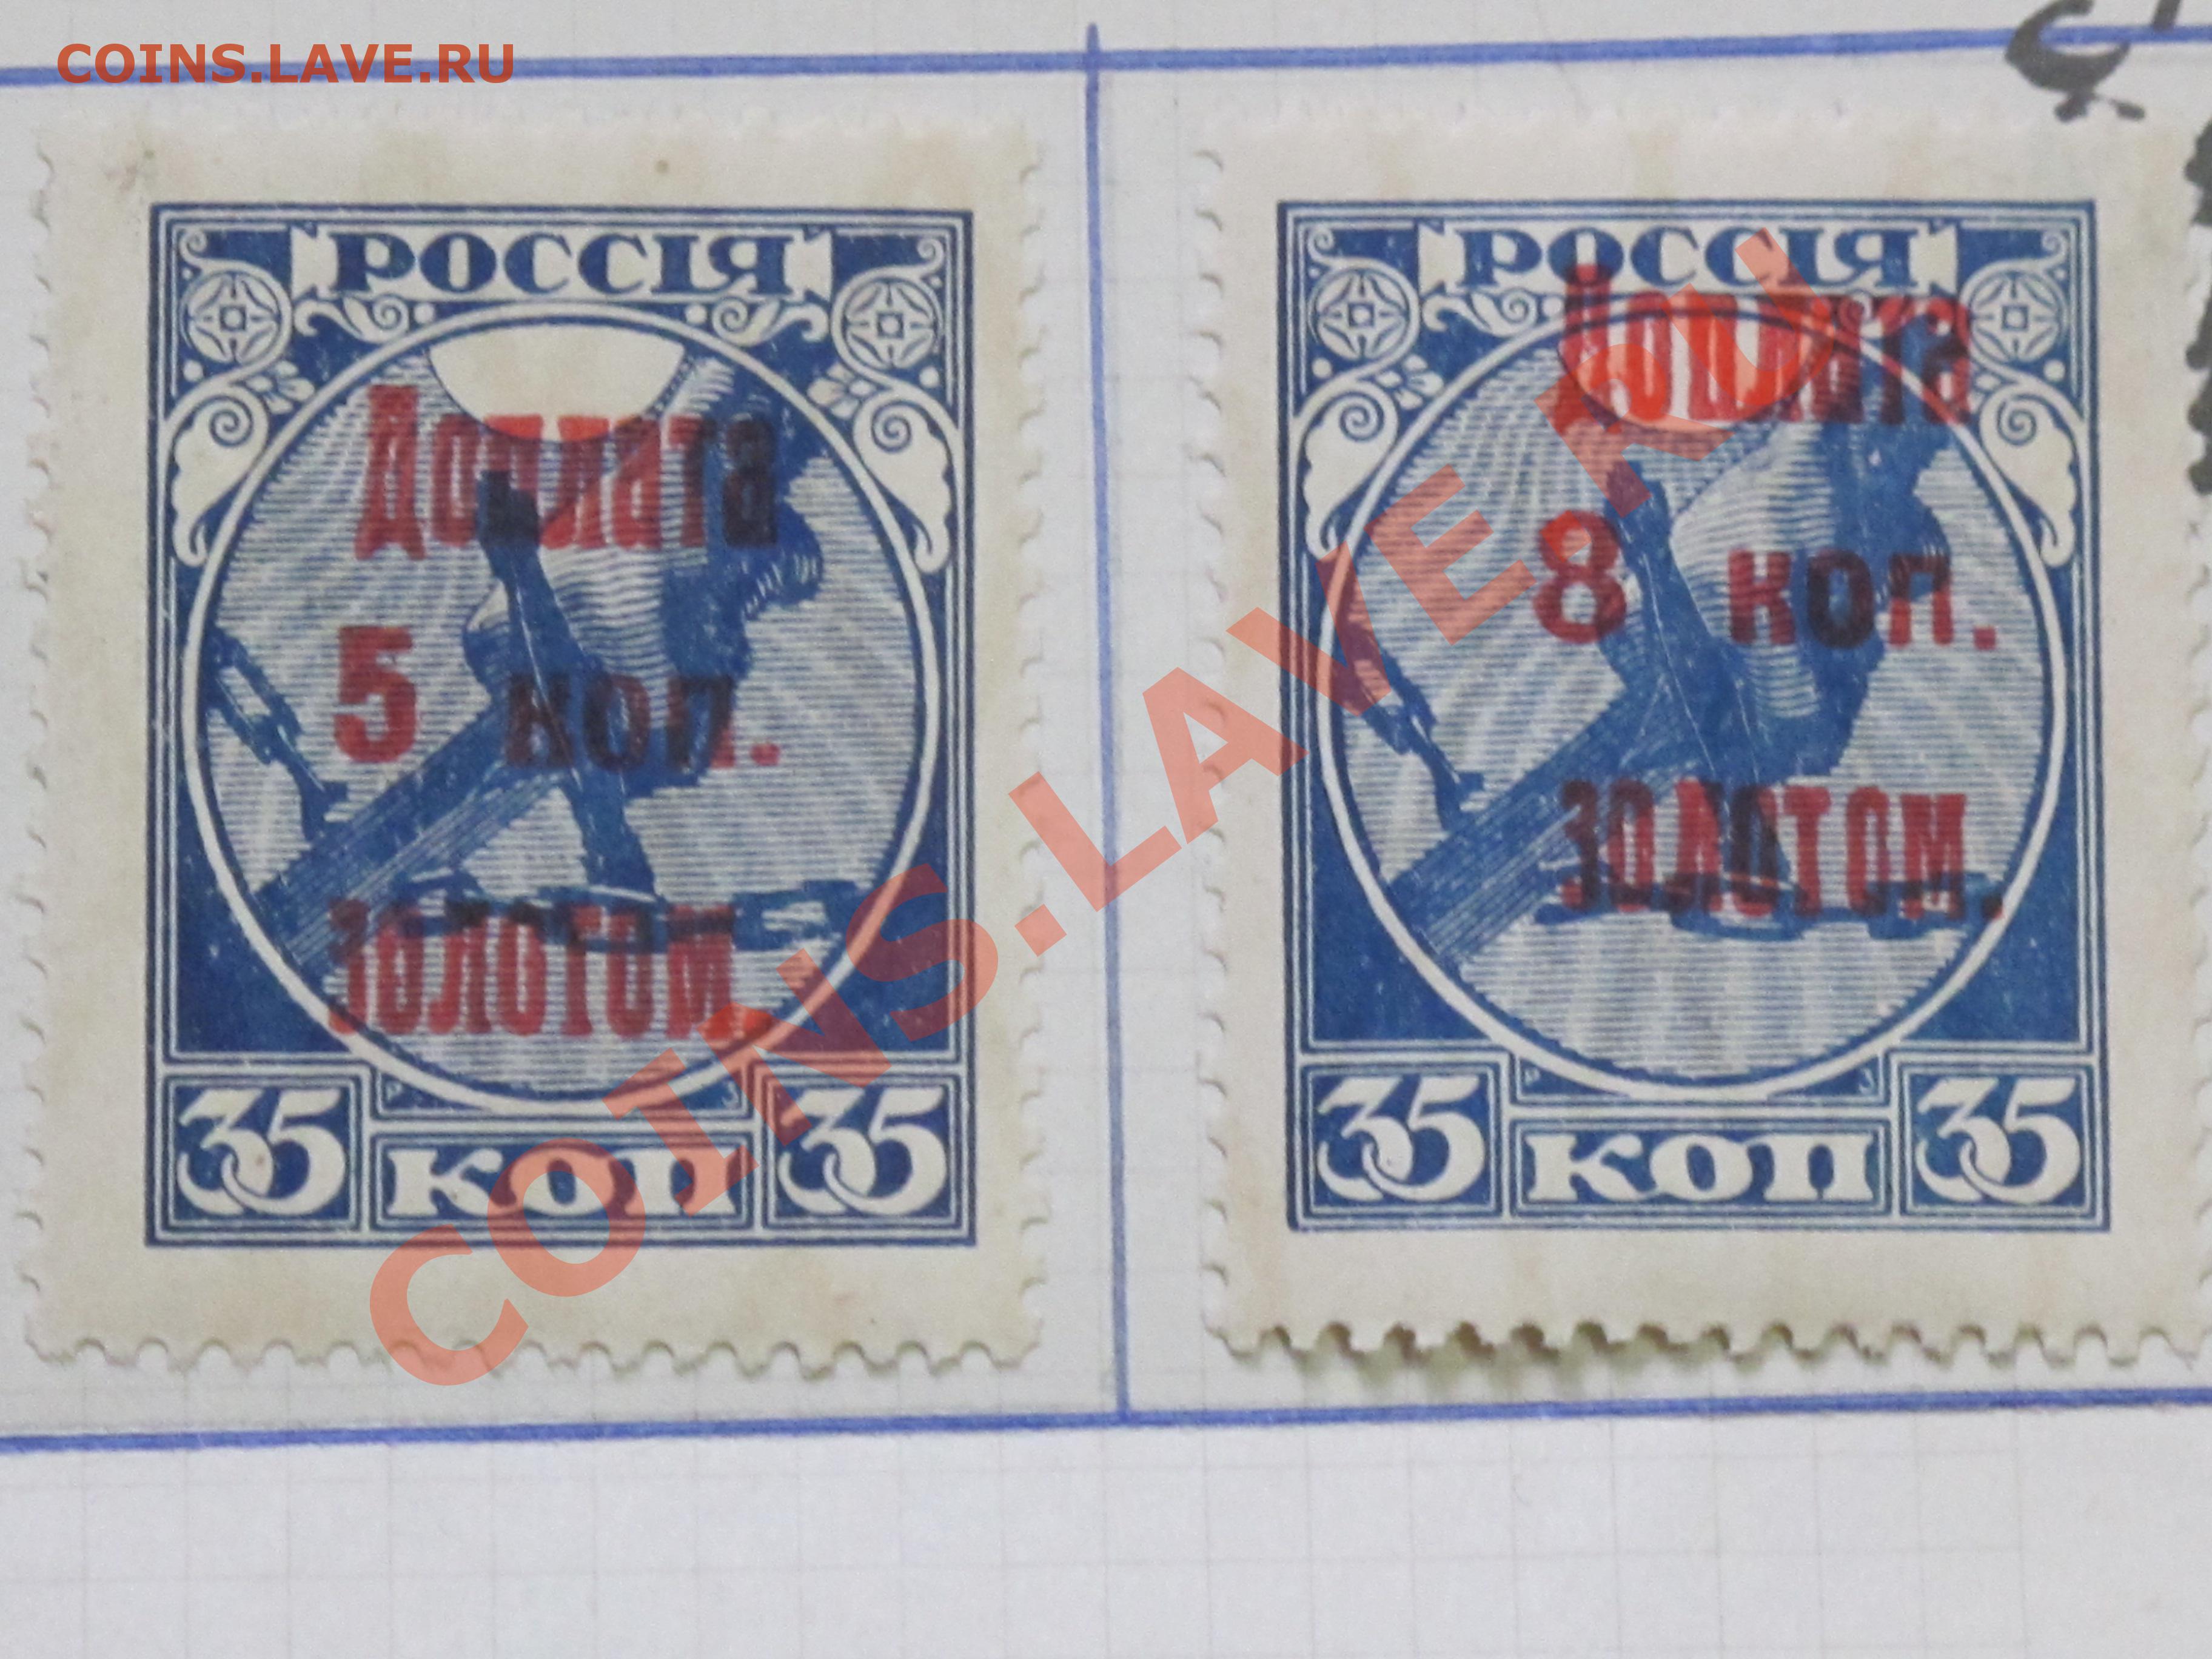 COINS.LAVE.RU
РОССІЯ
Доплата
5 коп.
золотом.
35 КОП 35
РОССІЯ
Доплата
8 коп.
золотом.
35 КОП 35
COINS.LAVE.RU